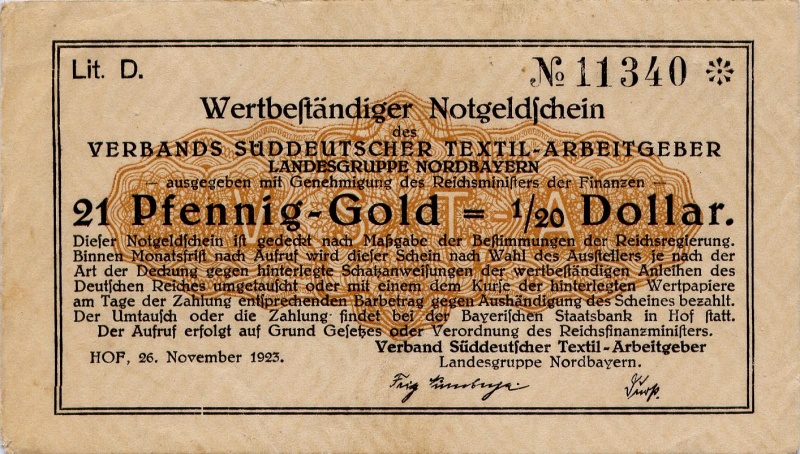 Lit. D.
№ 11340 *
Wertbeständiger Notgeldschein
des
VERBANDS SÜDDEUTSCHER TEXTIL-ARBEITGEBER
LANDESGRUPPE NORDBAYERN
— ausgegeben mit Genehmigung des Reichsministers der Finanzen —
21 Pfennig-Gold = 1/20 Dollar.
V·S·T·A
Dieser Notgeldschein ist gedeckt nach Maßgabe der Bestimmungen der Reichsregierung.
Binnen Monatsfrist nach Aufruf wird dieser Schein nach Wahl des Ausstellers je nach der
Art der Deckung gegen hinterlegte Schatzanweisungen der wertbeständigen Anleihen des
Deutschen Reiches umgetauscht oder mit einem dem Kurse der hinterlegten Wertpapiere
am Tage der Zahlung entsprechenden Barbetrag gegen Aushändigung des Scheines bezahlt.
Der Umtausch oder die Zahlung findet bei der Bayerischen Staatsbank in Hof statt.
Der Aufruf erfolgt auf Grund Gesetzes oder Verordnung des Reichsfinanzministers.
HOF, 26. November 1923.
Verband Süddeutscher Textil-Arbeitgeber
Landesgruppe Nordbayern.